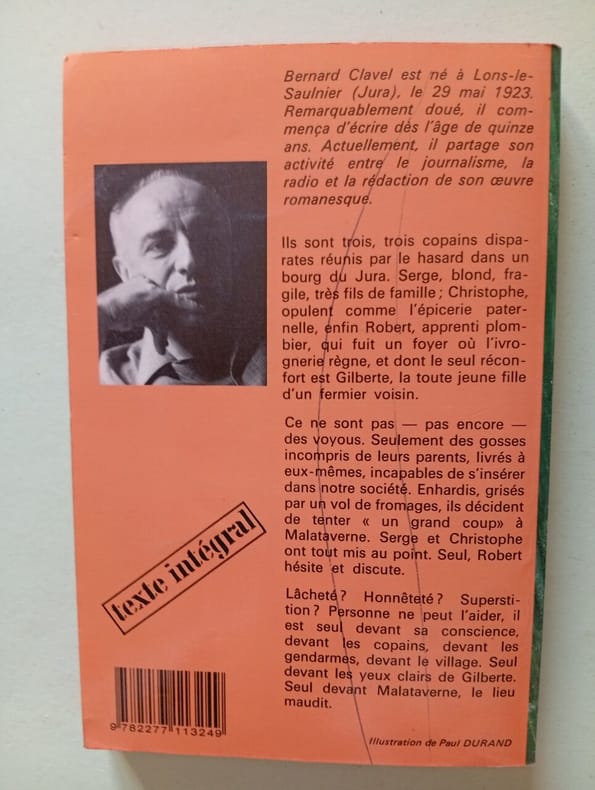 Bernard Clavel est né à Lons-le-
Saulnier (Jura), le 29 mai 1923.
Remarquablement doué, il com-
mença d'écrire dès l'âge de quinze
ans. Actuellement, il partage son
activité entre le journalisme, la
radio et la rédaction de son œuvre
romanesque.
Ils sont trois, trois copains dispa-
rates réunis par le hasard dans un
bourg du Jura. Serge, blond, fra-
gile, très fils de famille ; Christophe,
opulent comme l'épicerie pater-
nelle, enfin Robert, apprenti plom-
bier, qui fuit un foyer où l'ivro-
gnerie règne, et dont le seul récon-
fort est Gilberte, la toute jeune fille
d'un fermier voisin.
Ce ne sont pas — pas encore —
des voyous. Seulement des gosses
incompris de leurs parents, livrés à
eux-mêmes, incapables de s'insérer
dans notre société. Enhardis, grisés
par un vol de fromages, ils décident
de tenter « un grand coup» à
Malataverne. Serge et Christophe
ont tout mis au point. Seul, Robert
hésite et discute.
Lâcheté ? Honnêteté ? Supersti-
tion ? Personne ne peut l'aider, il
est seul devant sa conscience,
devant les copains, devant les
gendarmes, devant le village. Seul
devant les yeux clairs de Gilberte.
Seul devant Malataverne, le lieu
maudit.
texte intégral
9 782277 113249
Illustration de Paul DURAND